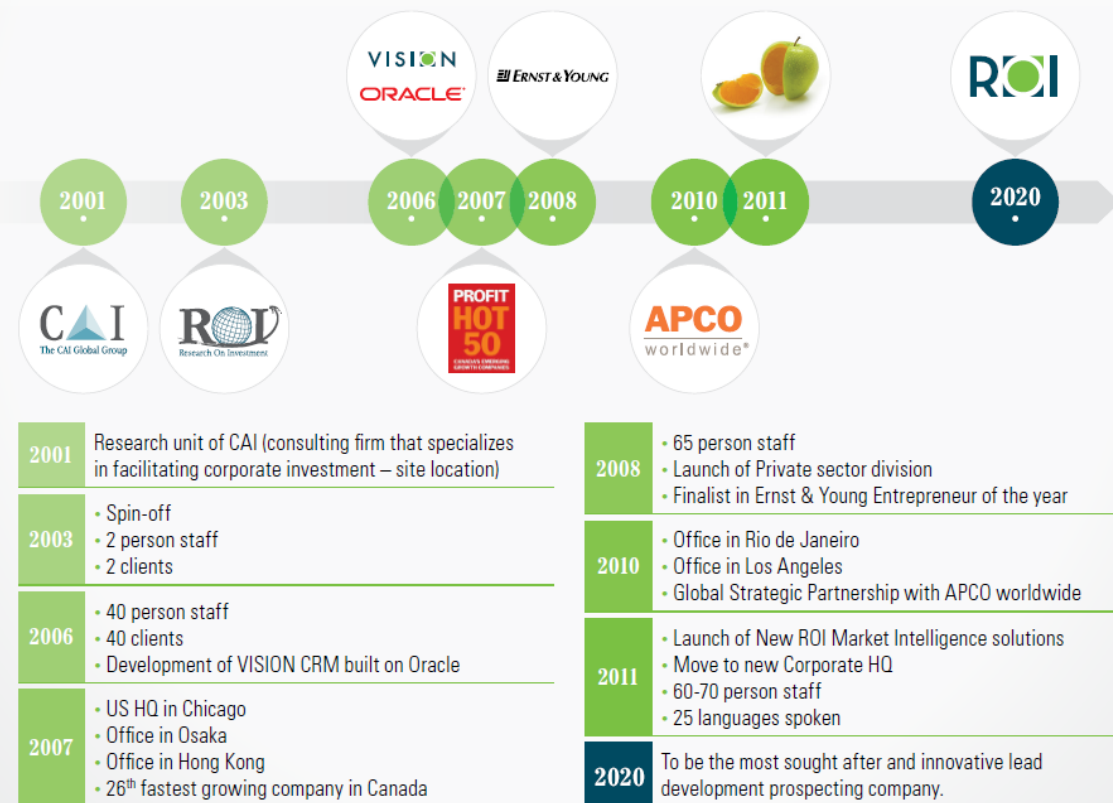 VISION
ORACLE
ERNST & YOUNG
ROI
2001
2003
2006
2007
2008
2010
2011
2020
CAI
The CAI Global Group
ROI
Research On Investment
PROFIT
HOT
50
CANADA'S EMERGING
GROWTH COMPANIES
APCO
worldwide®
2001
Research unit of CAI (consulting firm that specializes
in facilitating corporate investment – site location)
2003
• Spin-off
• 2 person staff
• 2 clients
2006
• 40 person staff
• 40 clients
• Development of VISION CRM built on Oracle
2007
• US HQ in Chicago
• Office in Osaka
• Office in Hong Kong
• 26th fastest growing company in Canada
2008
• 65 person staff
• Launch of Private sector division
• Finalist in Ernst & Young Entrepreneur of the year
2010
• Office in Rio de Janeiro
• Office in Los Angeles
• Global Strategic Partnership with APCO worldwide
2011
• Launch of New ROI Market Intelligence solutions
• Move to new Corporate HQ
• 60-70 person staff
• 25 languages spoken
2020
To be the most sought after and innovative lead
development prospecting company.